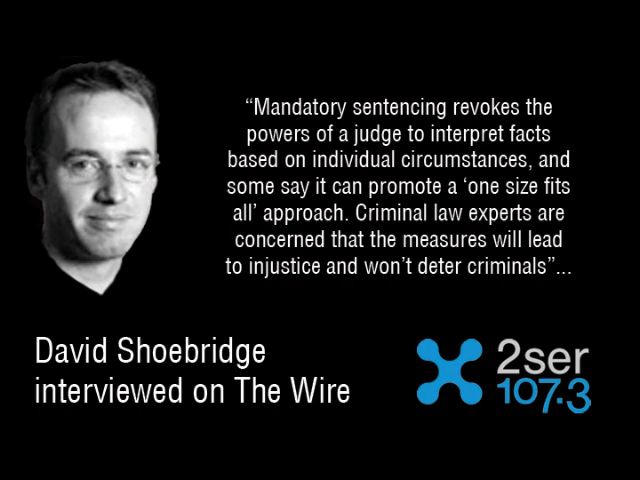 “Mandatory sentencing revokes the
powers of a judge to interpret facts
based on individual circumstances, and
some say it can promote a ‘one size fits
all’ approach. Criminal law experts are
concerned that the measures will lead
to injustice and won’t deter criminals”...
David Shoebridge
interviewed on The Wire
2ser
107.3